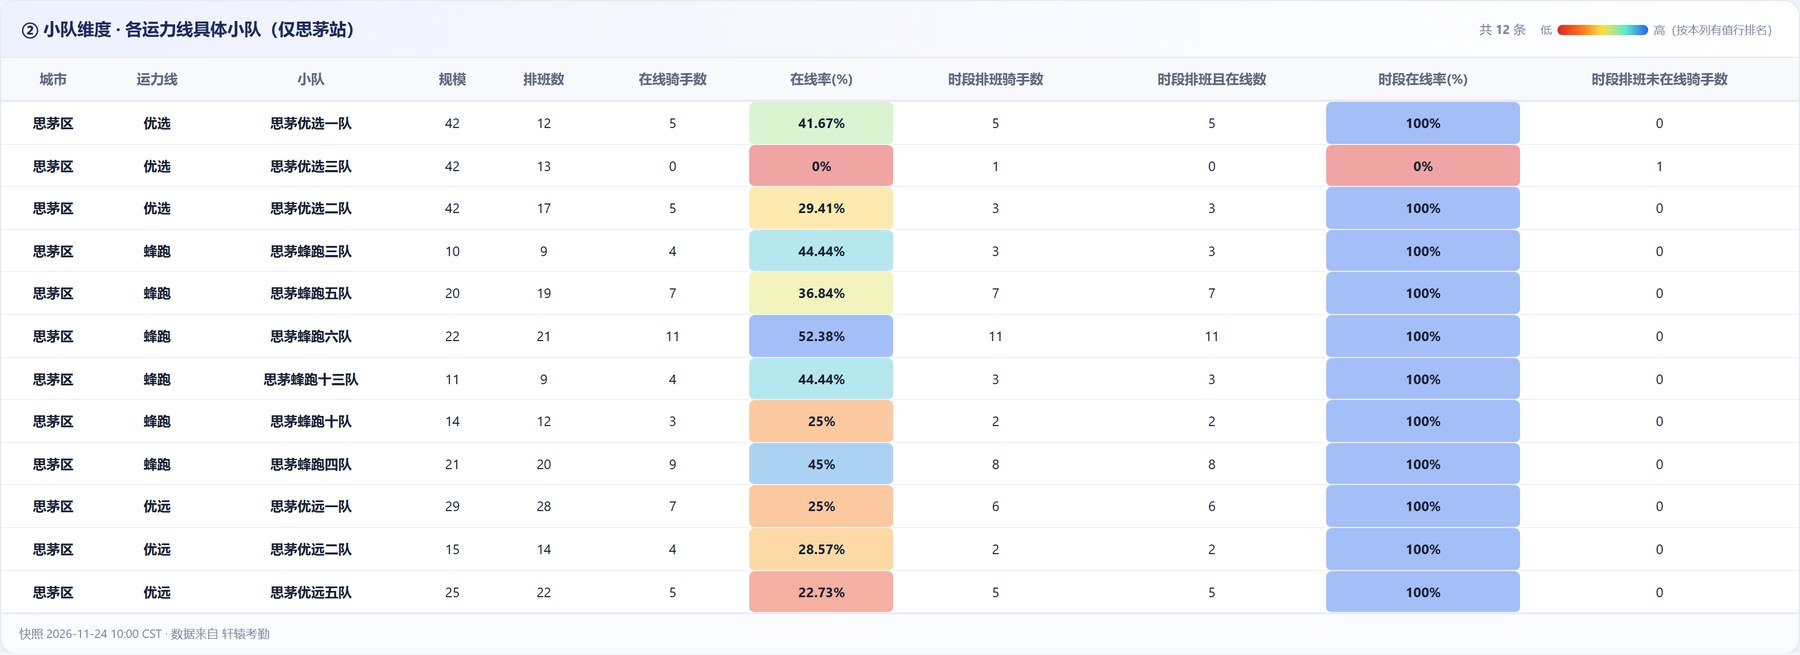 ② 小队维度 · 各运力线具体小队（仅思茅站）
共 12 条 低 高 (按本列有值行排名)
城市 运力线 小队 规模 排班数 在线骑手数 在线率(%) 时段排班骑手数 时段排班且在线数 时段在线率(%) 时段排班未在线骑手数
思茅区 优选 思茅优选一队 42 12 5 41.67% 5 5 100% 0
思茅区 优选 思茅优选三队 42 13 0 0% 1 0 0% 1
思茅区 优选 思茅优选二队 42 17 5 29.41% 3 3 100% 0
思茅区 蜂跑 思茅蜂跑三队 10 9 4 44.44% 3 3 100% 0
思茅区 蜂跑 思茅蜂跑五队 20 19 7 36.84% 7 7 100% 0
思茅区 蜂跑 思茅蜂跑六队 22 21 11 52.38% 11 11 100% 0
思茅区 蜂跑 思茅蜂跑十三队 11 9 4 44.44% 3 3 100% 0
思茅区 蜂跑 思茅蜂跑十队 14 12 3 25% 2 2 100% 0
思茅区 蜂跑 思茅蜂跑四队 21 20 9 45% 8 8 100% 0
思茅区 优远 思茅优远一队 29 28 7 25% 6 6 100% 0
思茅区 优远 思茅优远二队 15 14 4 28.57% 2 2 100% 0
思茅区 优远 思茅优远五队 25 22 5 22.73% 5 5 100% 0
快照 2026-11-24 10:00 CST · 数据来自 轩辕考勤